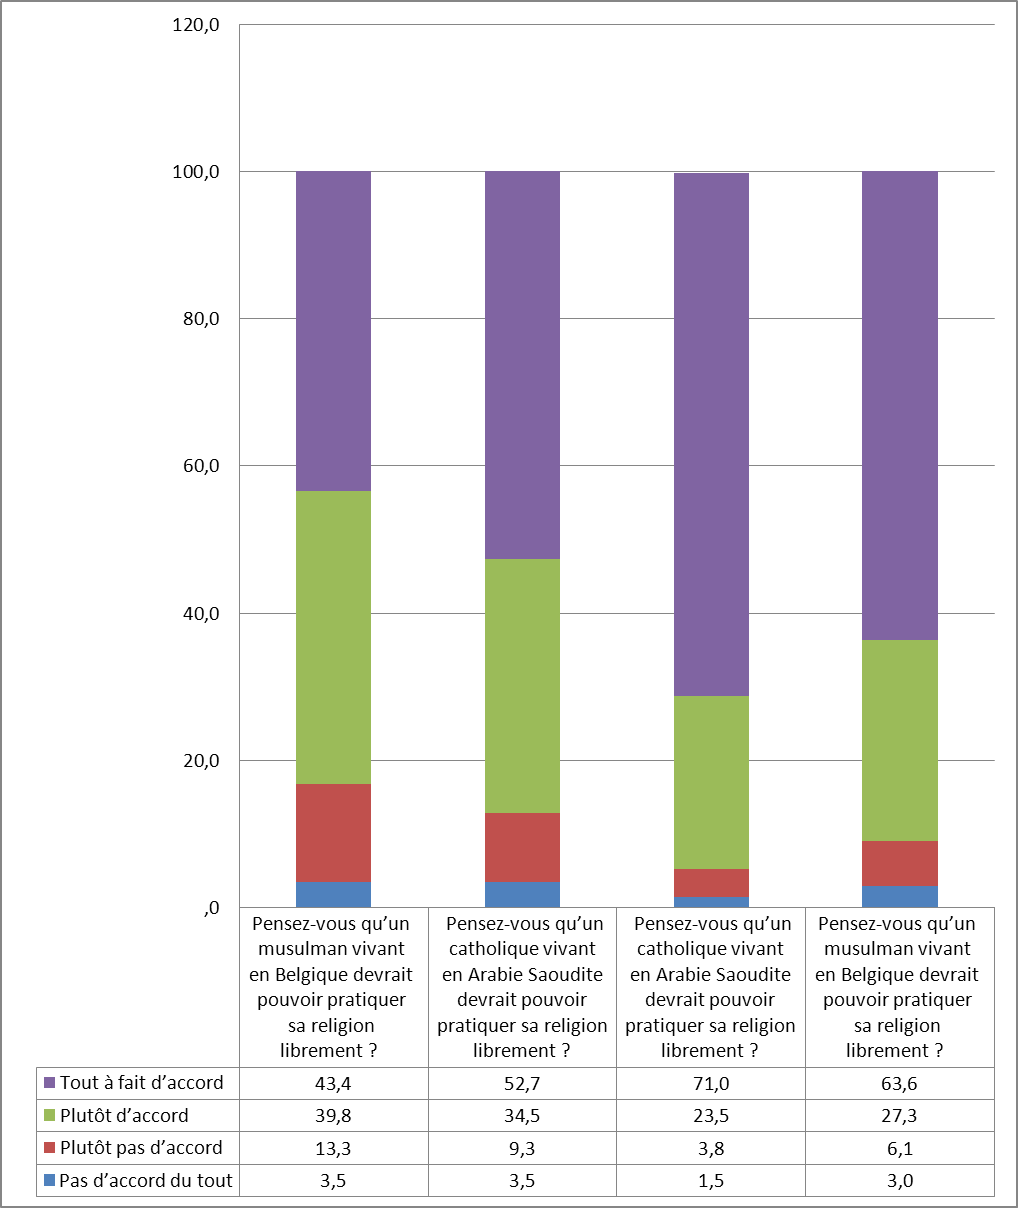 120,0
100,0
80,0
60,0
40,0
20,0
,0
Pensez-vous qu’un
musulman vivant
en Belgique devrait
pouvoir pratiquer
sa religion
librement ?
Pensez-vous qu’un
catholique vivant
en Arabie Saoudite
devrait pouvoir
pratiquer sa religion
librement ?
Pensez-vous qu’un
catholique vivant
en Arabie Saoudite
devrait pouvoir
pratiquer sa religion
librement ?
Pensez-vous qu’un
musulman vivant
en Belgique devrait
pouvoir pratiquer
sa religion
librement ?
Tout à fait d’accord 43,4 52,7 71,0 63,6
Plutôt d’accord 39,8 34,5 23,5 27,3
Plutôt pas d’accord 13,3 9,3 3,8 6,1
Pas d’accord du tout 3,5 3,5 1,5 3,0